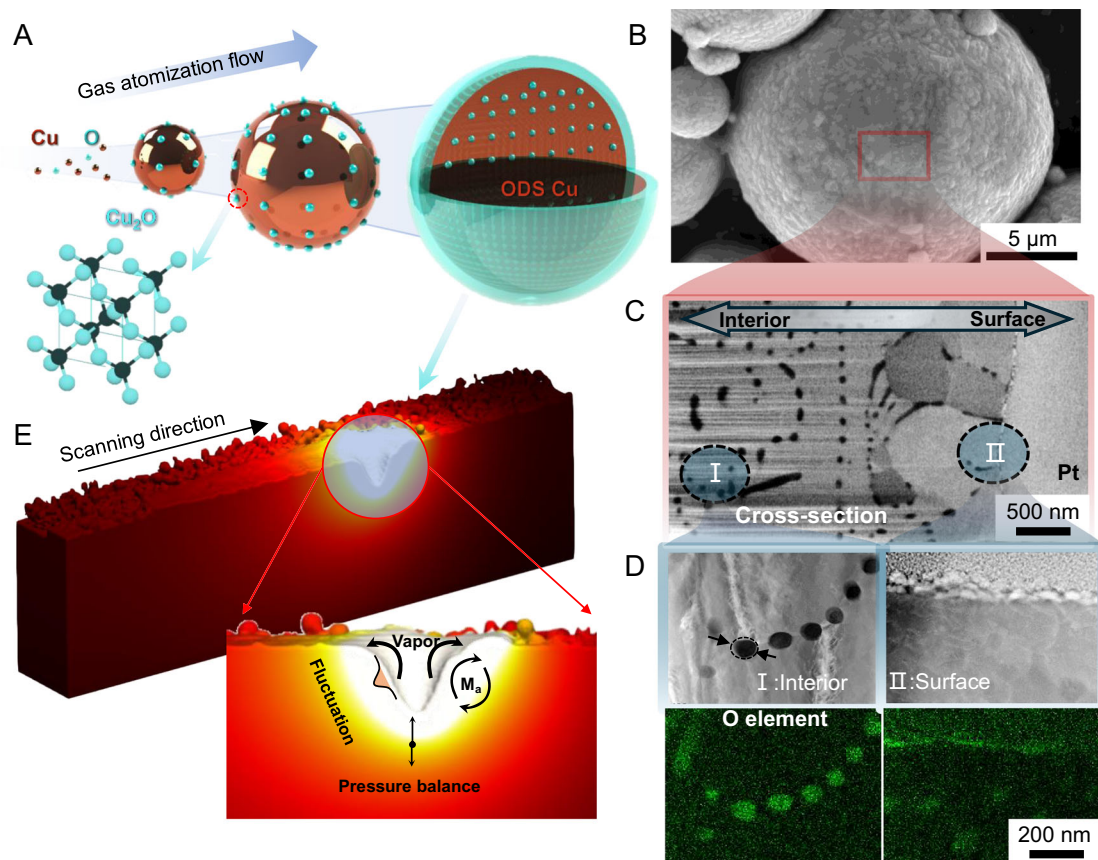 A
Gas atomization flow
Cu
O
Cu₂O
ODS Cu
B
5 µm
C
Interior
Surface
I
II
Pt
Cross-section
500 nm
D
I :Interior
II:Surface
O element
200 nm
E
Scanning direction
Vapor
Fluctuation
Mₐ
Pressure balance